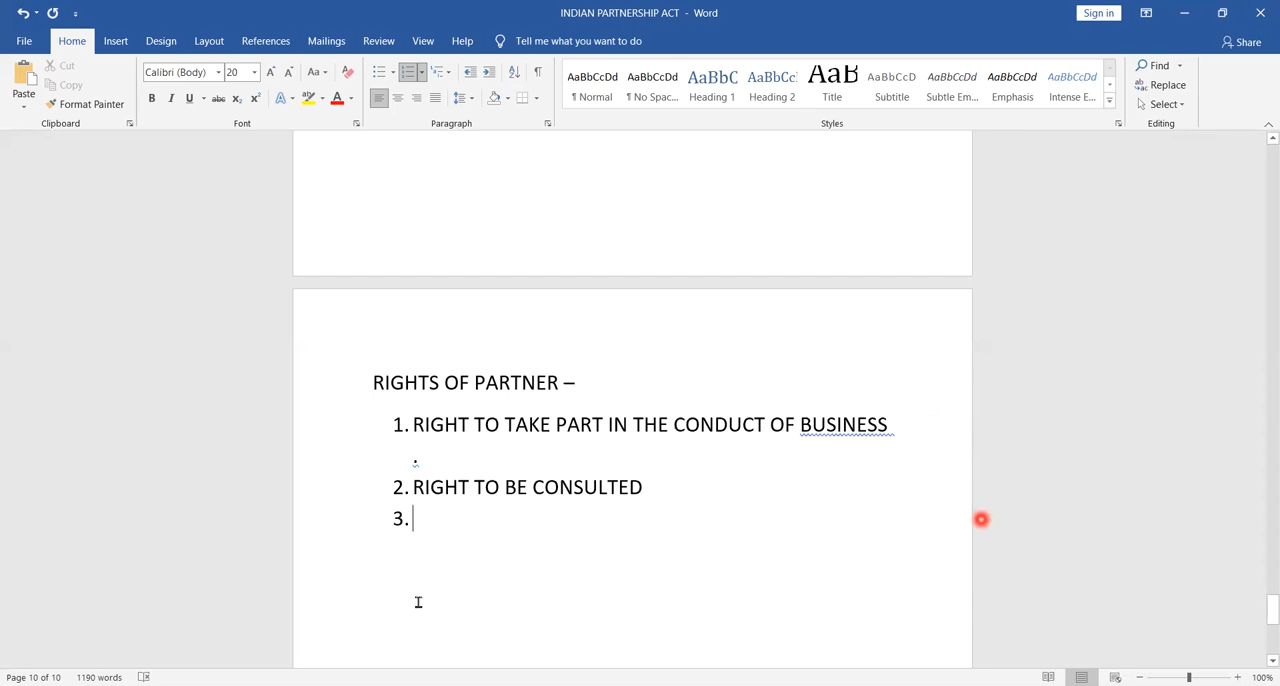 INDIAN PARTNERSHIP ACT - Word
Sign in
File Home Insert Design Layout References Mailings Review View Help Tell me what you want to do
Share
Paste
Cut
Copy
Format Painter
Clipboard
Calibri (Body) 20
Font
Paragraph
AaBbCcDd AaBbCcDd AaBbC AaBbCc AaB AaBbCcD AaBbCcDd AaBbCcDd AaBbCcDd
¶ Normal ¶ No Spac... Heading 1 Heading 2 Title Subtitle Subtle Em... Emphasis Intense E...
Styles
Find
Replace
Select
Editing
RIGHTS OF PARTNER –
1. RIGHT TO TAKE PART IN THE CONDUCT OF BUSINESS
.
2. RIGHT TO BE CONSULTED
3.
Page 10 of 10 1190 words
100%